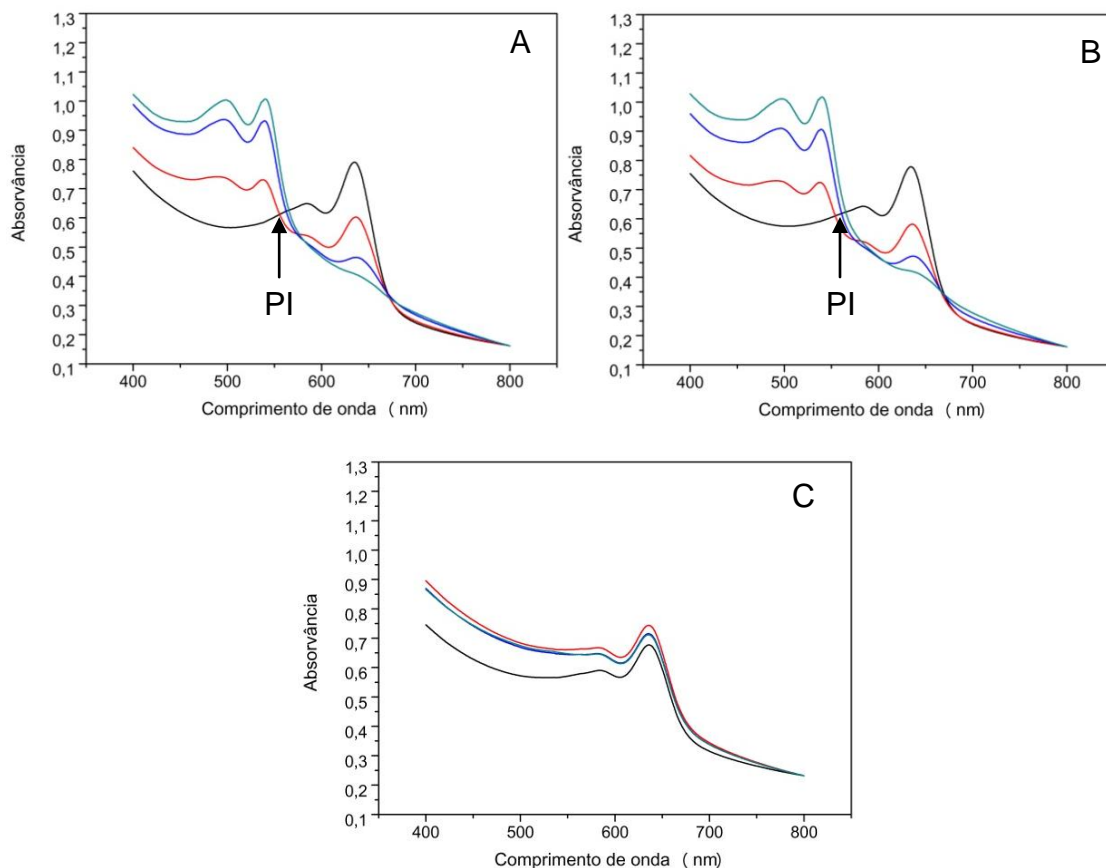 A
1,3
1,2
1,1
1,0
0,9
0,8
0,7
0,6
0,5
0,4
0,3
0,2
0,1
Absorvância
PI
400 500 600 700 800
Comprimento de onda ( nm)
B
1,3
1,2
1,1
1,0
0,9
0,8
0,7
0,6
0,5
0,4
0,3
0,2
0,1
Absorvância
PI
400 500 600 700 800
Comprimento de onda ( nm)
C
1,3
1,2
1,1
1,0
0,9
0,8
0,7
0,6
0,5
0,4
0,3
0,2
0,1
Absorvância
400 500 600 700 800
Comprimento de onda ( nm)